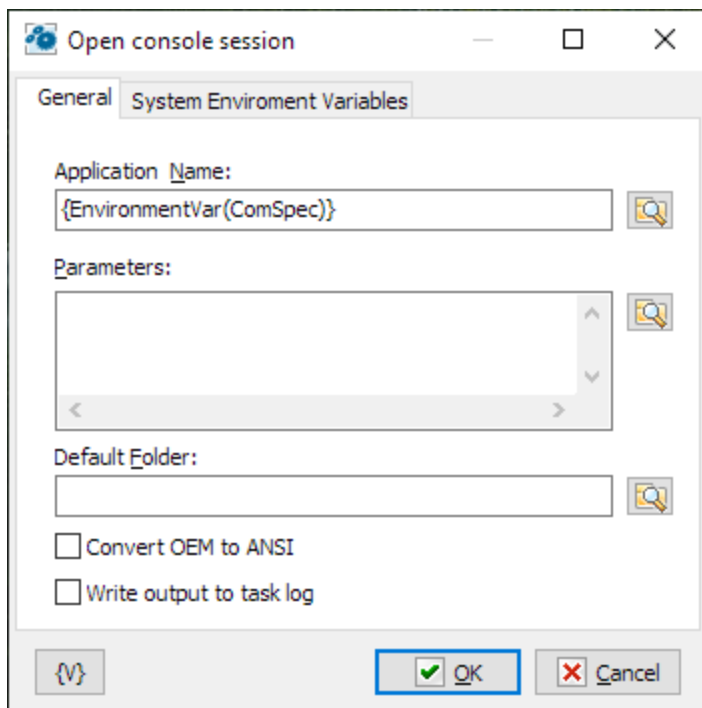 Open console session
General
System Enviroment Variables
Application Name:
{EnvironmentVar(ComSpec)}
Parameters:
Default Folder:
Convert OEM to ANSI
Write output to task log
{V}
OK
Cancel